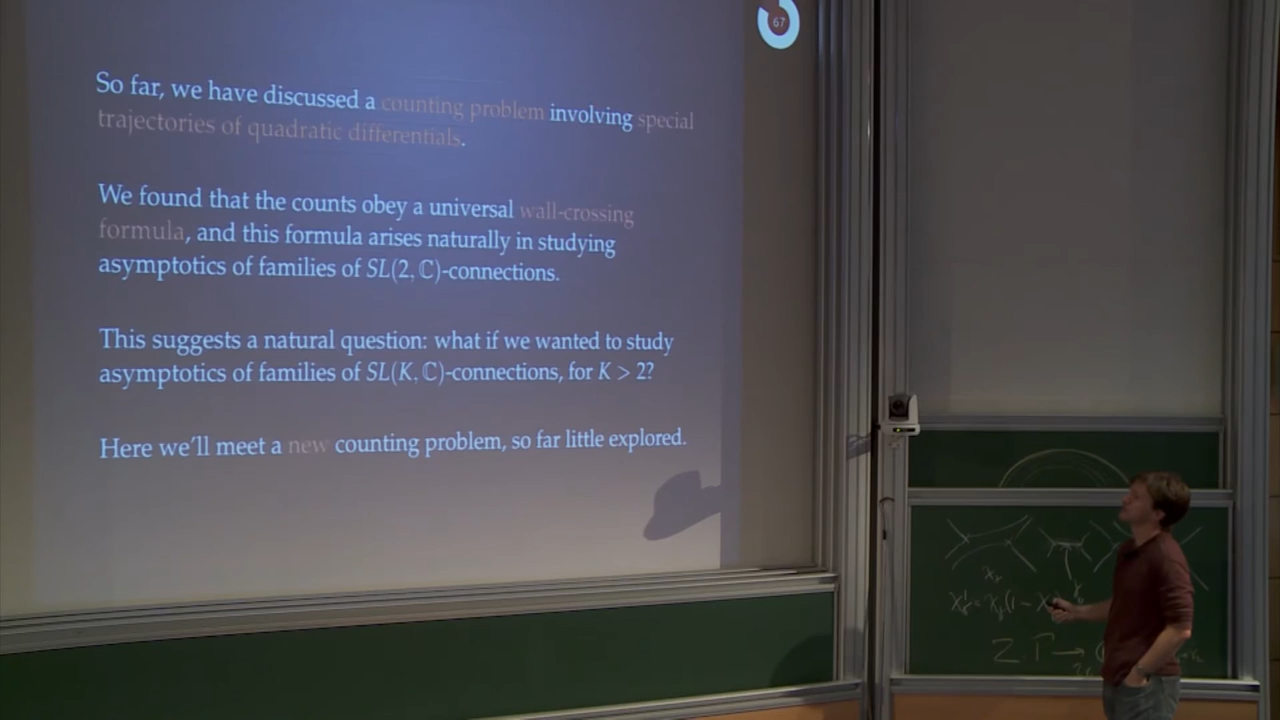 67
So far, we have discussed a counting problem involving special
trajectories of quadratic differentials.
We found that the counts obey a universal wall-crossing
formula, and this formula arises naturally in studying
asymptotics of families of SL(2, ℂ)-connections.
This suggests a natural question: what if we wanted to study
asymptotics of families of SL(K, ℂ)-connections, for K > 2?
Here we'll meet a new counting problem, so far little explored.